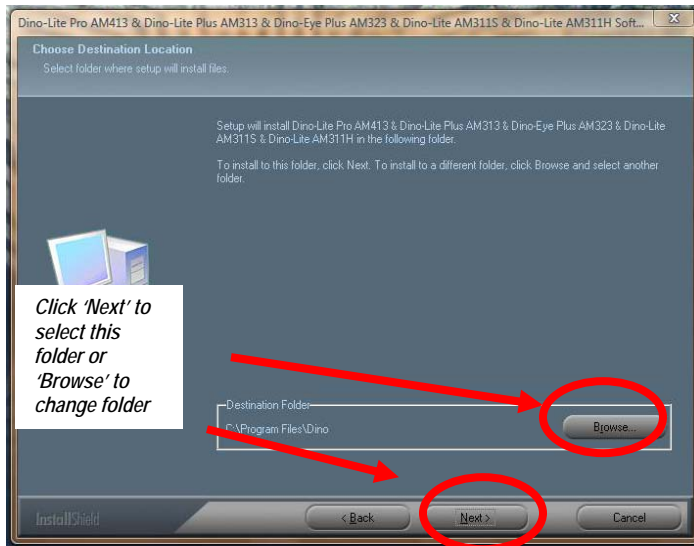 Dino-Lite Pro AM413 & Dino-Lite Plus AM313 & Dino-Eye Plus AM323 & Dino-Lite AM311S & Dino-Lite AM311H Soft...
Choose Destination Location
Select folder where setup will install files.
Setup will install Dino-Lite Pro AM413 & Dino-Lite Plus AM313 & Dino-Eye Plus AM323 & Dino-Lite
AM311S & Dino-Lite AM311H in the following folder.
To install to this folder, click Next. To install to a different folder, click Browse and select another
folder.
Click ‘Next’ to
select this
folder or
‘Browse’ to
change folder
Destination Folder
C:\Program Files\Dino
Browse...
InstallShield
< Back
Next >
Cancel